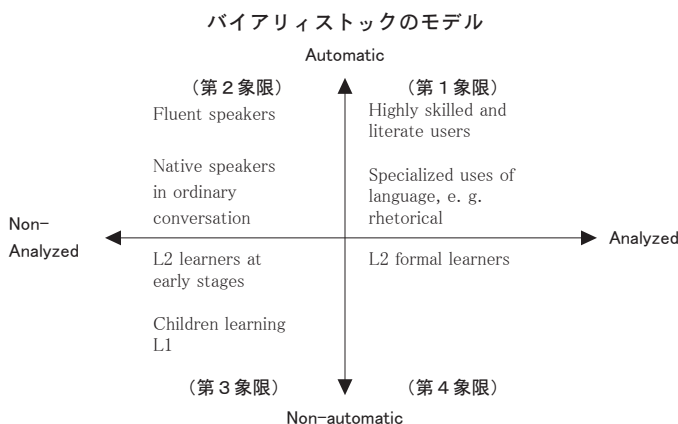 バイアリィストックのモデル
Automatic
（第２象限）
（第１象限）
Fluent speakers
Highly skilled and
literate users
Native speakers
in ordinary
conversation
Specialized uses of
language, e. g.
rhetorical
Non-
Analyzed
Analyzed
L2 learners at
early stages
L2 formal learners
Children learning
L1
（第３象限）
（第４象限）
Non-automatic